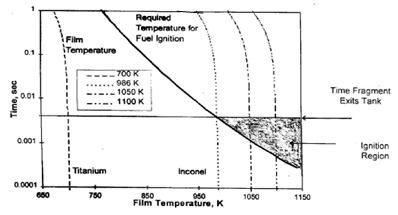 1
Film
Temperature
Required
Temperature for
Fuel Ignition
0.1
700 K
986 K
1050 K
1100 K
Time, sec
0.01
Time Fragment
Exits Tank
0.001
Ignition
Region
Titanium
Inconel
0.0001
650
750
850
950
1050
1150
Film Temperature, K